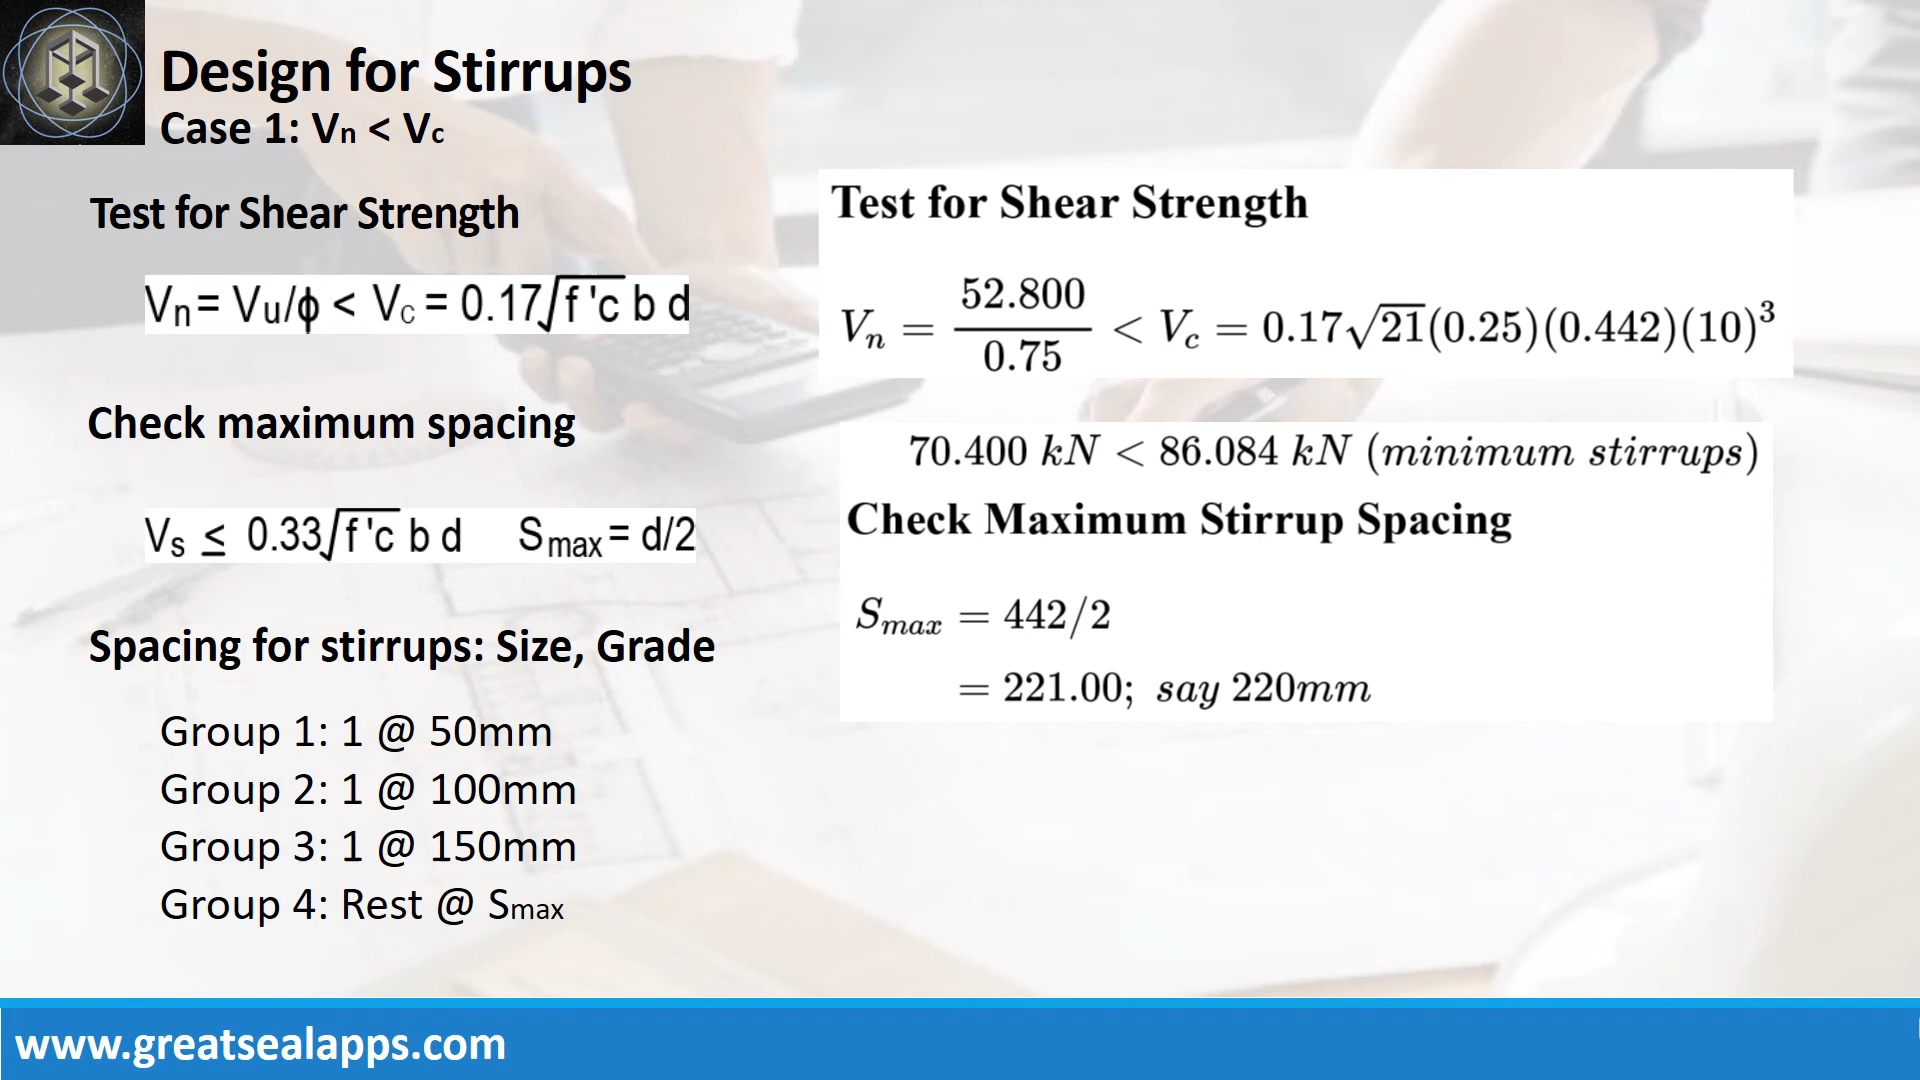 Design for Stirrups
Case 1: Vn < Vc
Test for Shear Strength
Vn = Vu/ϕ < Vc = 0.17√f 'c b d
Check maximum spacing
Vs ≤ 0.33√f 'c b d Smax = d/2
Spacing for stirrups: Size, Grade
Group 1: 1 @ 50mm
Group 2: 1 @ 100mm
Group 3: 1 @ 150mm
Group 4: Rest @ Smax
Test for Shear Strength
Vn = 52.800/0.75 < Vc = 0.17√21(0.25)(0.442)(10)³
70.400 kN < 86.084 kN (minimum stirrups)
Check Maximum Stirrup Spacing
Smax = 442/2
= 221.00; say 220mm
www.greatsealapps.com